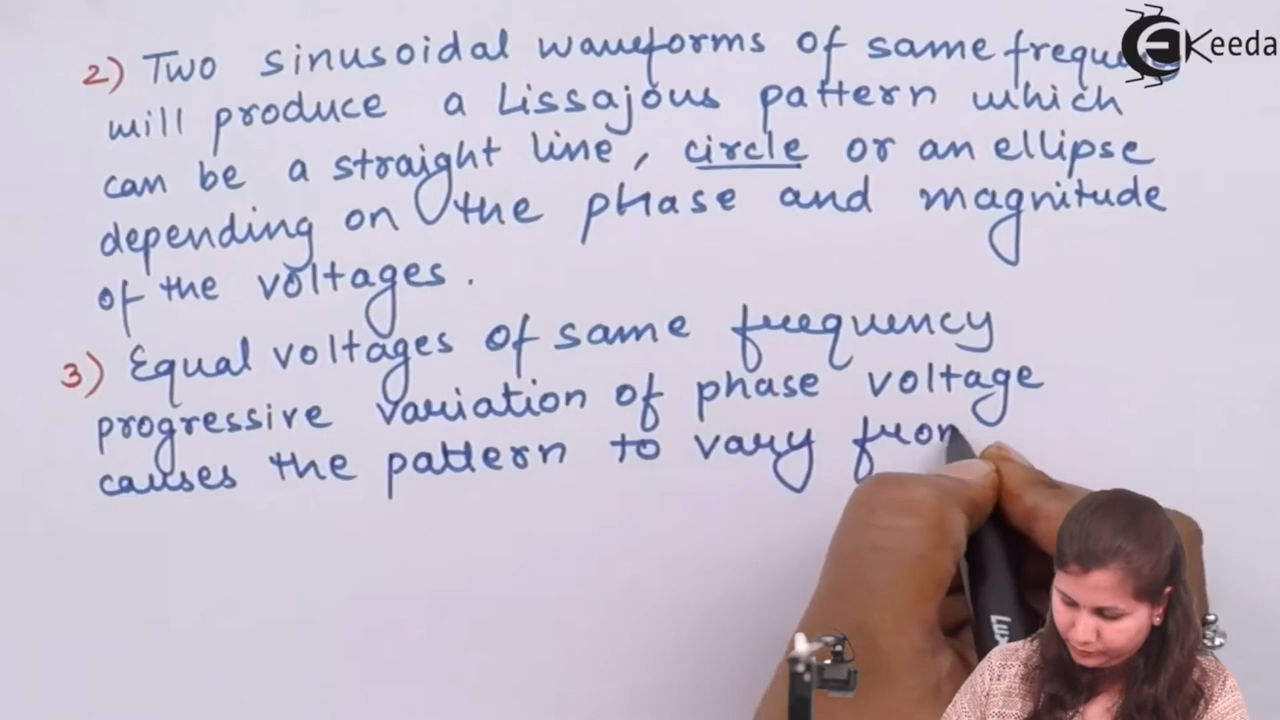 2) Two sinusoidal waveforms of same
will produce a Lissajous pattern which
can be a straight line, circle or an ellipse
depending on the phase and magnitude
of the voltages.
3) Equal voltages of same frequency
progressive variation of phase voltage
causes the pattern to vary from
Keeda
Lux